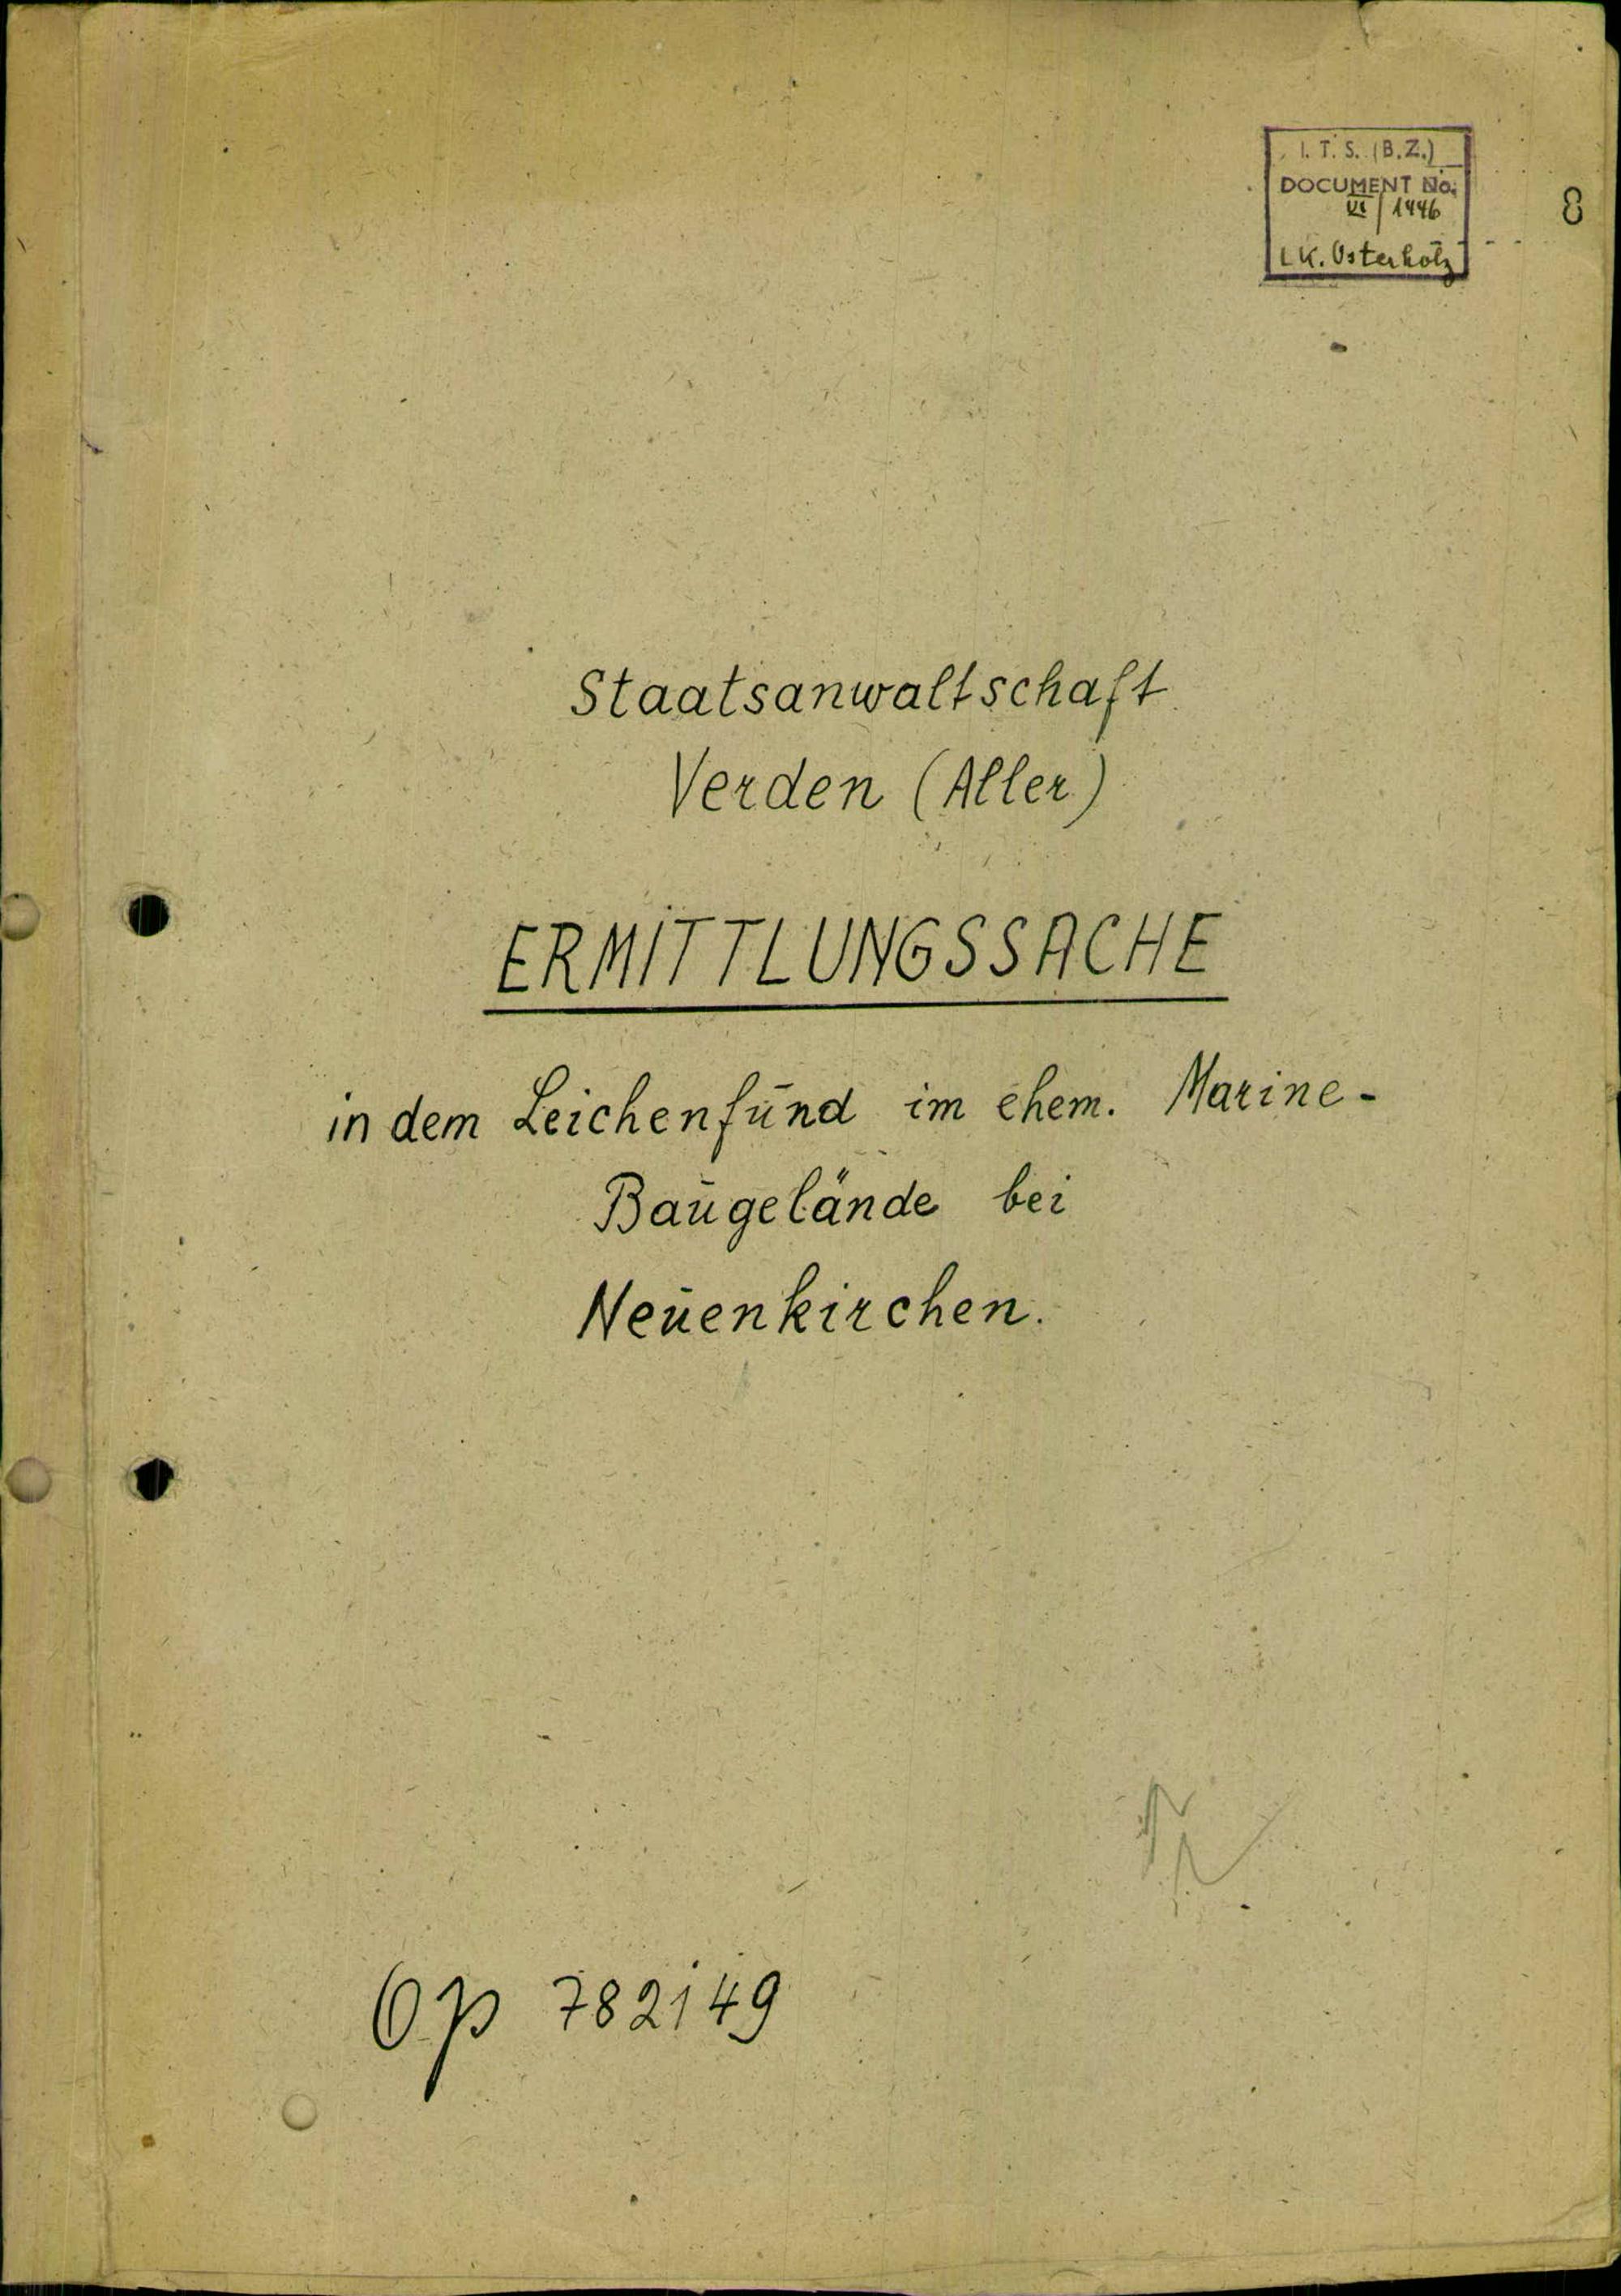 I. T. S. (B.Z.)
DOCUMENT No.
VI / 1446
LK. Osterholz
8
Staatsanwaltschaft
Verden (Aller)
ERMITTLUNGSSACHE
in dem Leichenfund im ehem. Marine-
Baugelände bei
Neuenkirchen.
782149